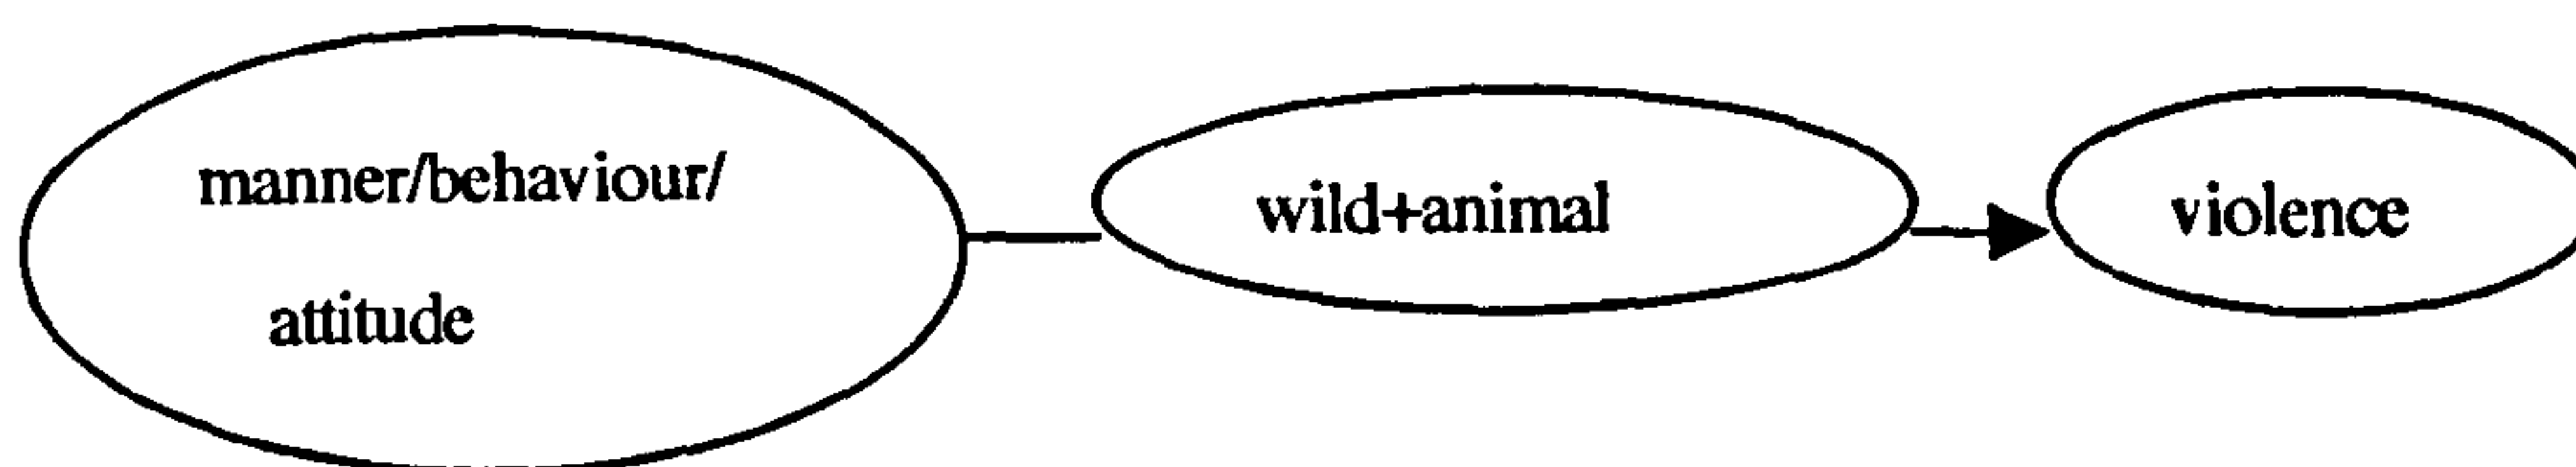 manner/behaviour/
attitude
wild+animal
violence